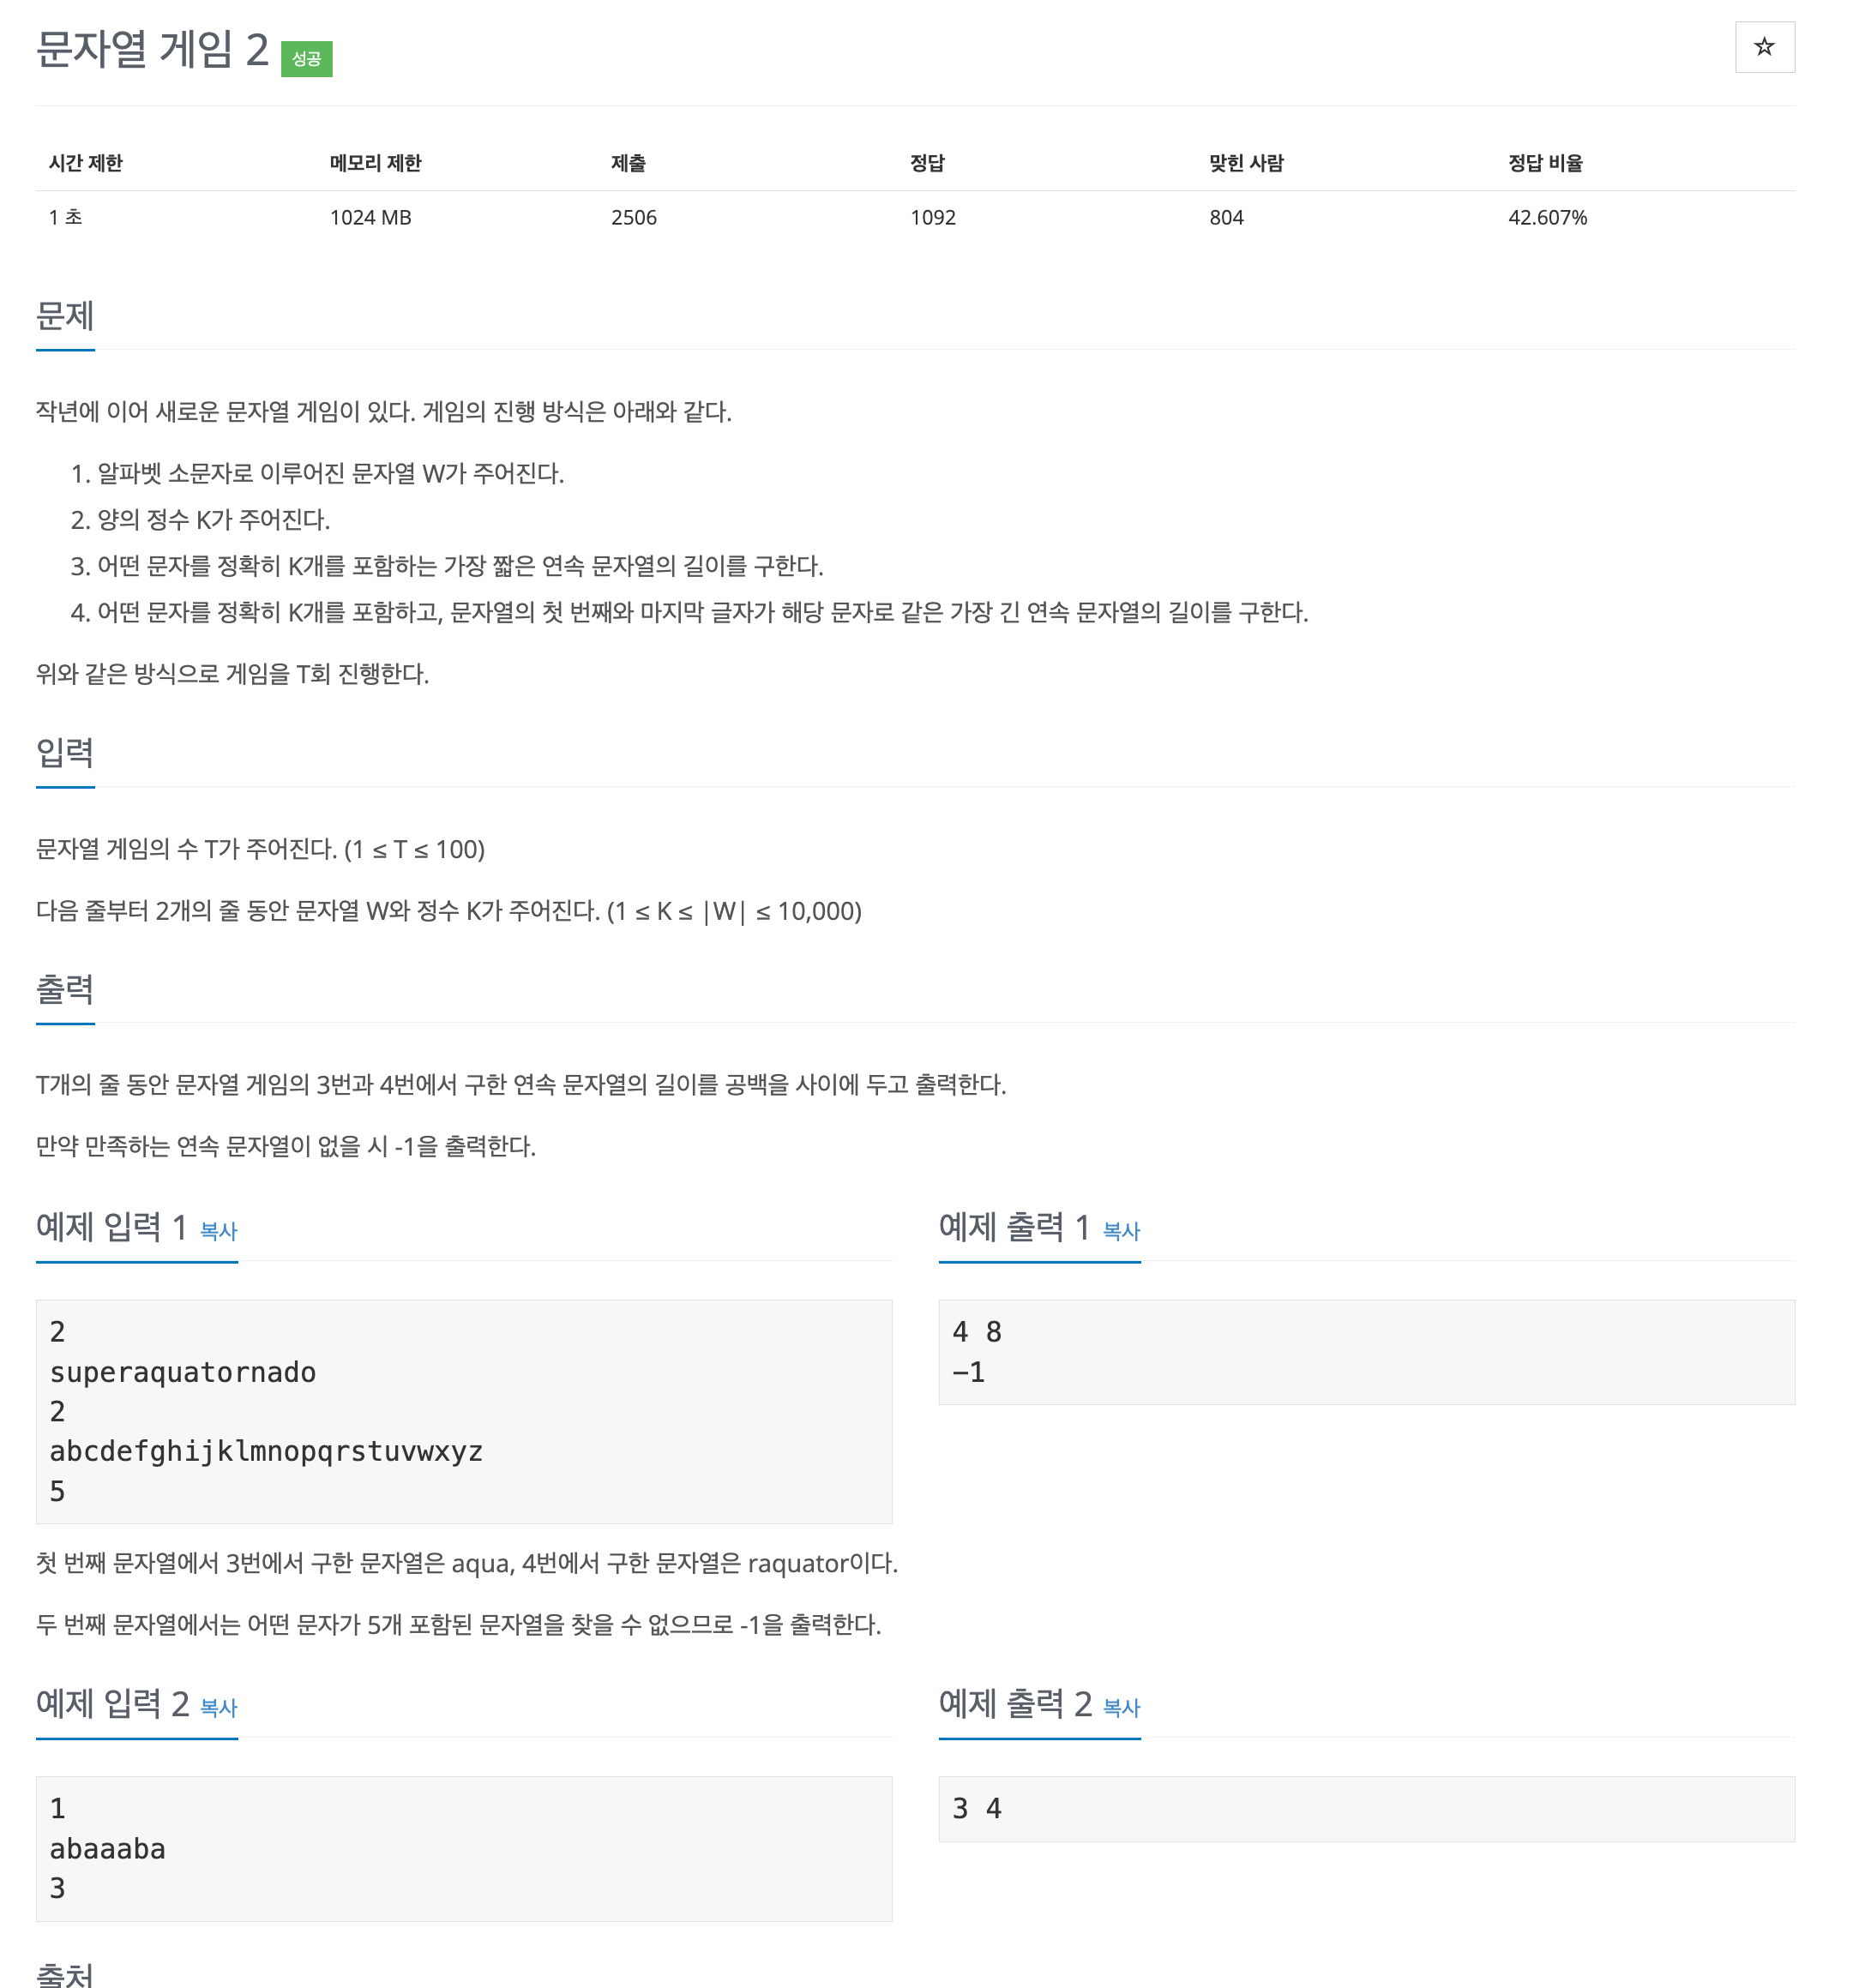 문자열 게임 2 성공
☆
시간 제한 메모리 제한 제출 정답 맞힌 사람 정답 비율
1 초 1024 MB 2506 1092 804 42.607%
문제
작년에 이어 새로운 문자열 게임이 있다. 게임의 진행 방식은 아래와 같다.
1. 알파벳 소문자로 이루어진 문자열 W가 주어진다.
2. 양의 정수 K가 주어진다.
3. 어떤 문자를 정확히 K개를 포함하는 가장 짧은 연속 문자열의 길이를 구한다.
4. 어떤 문자를 정확히 K개를 포함하고, 문자열의 첫 번째와 마지막 글자가 해당 문자로 같은 가장 긴 연속 문자열의 길이를 구한다.
위와 같은 방식으로 게임을 T회 진행한다.
입력
문자열 게임의 수 T가 주어진다. (1 ≤ T ≤ 100)
다음 줄부터 2개의 줄 동안 문자열 W와 정수 K가 주어진다. (1 ≤ K ≤ |W| ≤ 10,000)
출력
T개의 줄 동안 문자열 게임의 3번과 4번에서 구한 연속 문자열의 길이를 공백을 사이에 두고 출력한다.
만약 만족하는 연속 문자열이 없을 시 -1을 출력한다.
예제 입력 1 복사
2
superaquatornado
2
abcdefghijklmnopqrstuvwxyz
5
예제 출력 1 복사
4 8
-1
첫 번째 문자열에서 3번에서 구한 문자열은 aqua, 4번에서 구한 문자열은 raquator이다.
두 번째 문자열에서는 어떤 문자가 5개 포함된 문자열을 찾을 수 없으므로 -1을 출력한다.
예제 입력 2 복사
1
abaaaba
3
예제 출력 2 복사
3 4
출처